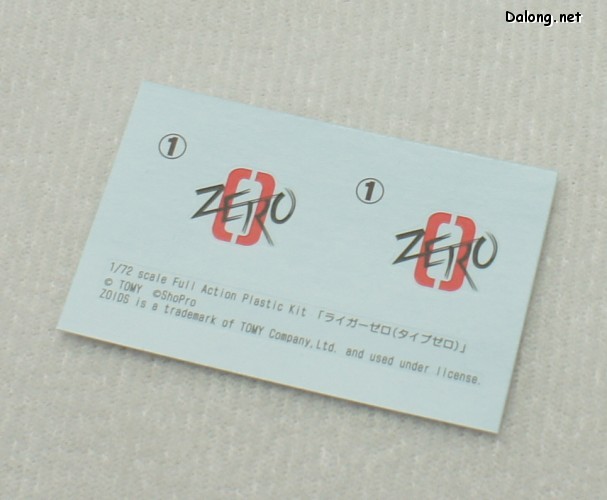 Dalong.net
① ①
ZERO ZERO
1/72 scale Full Action Plastic Kit 「ライガーゼロ(タイプゼロ)」
© TOMY ©ShoPro
ZOIDS is a trademark of TOMY Company,Ltd. and used under license.